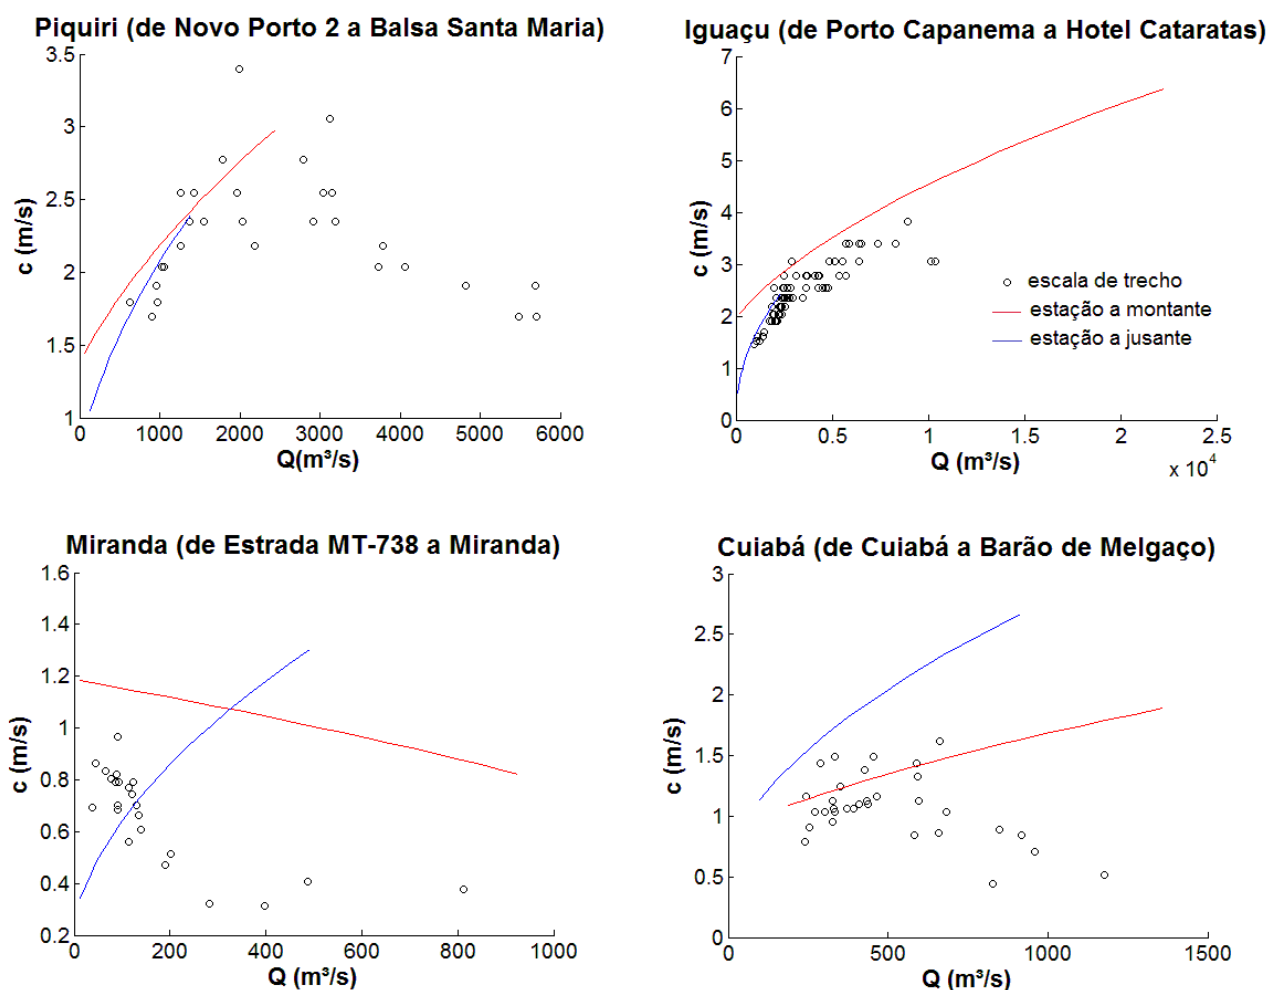 Piquiri (de Novo Porto 2 a Balsa Santa Maria)
3.5
3
2.5
2
1.5
1
c (m/s)
0 1000 2000 3000 4000 5000 6000
Q(m³/s)
Iguaçu (de Porto Capanema a Hotel Cataratas)
7
6
5
4
3
2
1
0
c (m/s)
escala de trecho
estação a montante
estação a jusante
0 0.5 1 1.5 2 2.5
Q (m³/s)
x 10⁴
Miranda (de Estrada MT-738 a Miranda)
1.6
1.4
1.2
1
0.8
0.6
0.4
0.2
c (m/s)
0 200 400 600 800 1000
Q (m³/s)
Cuiabá (de Cuiabá a Barão de Melgaço)
3
2.5
2
1.5
1
0.5
0
c (m/s)
0 500 1000 1500
Q (m³/s)